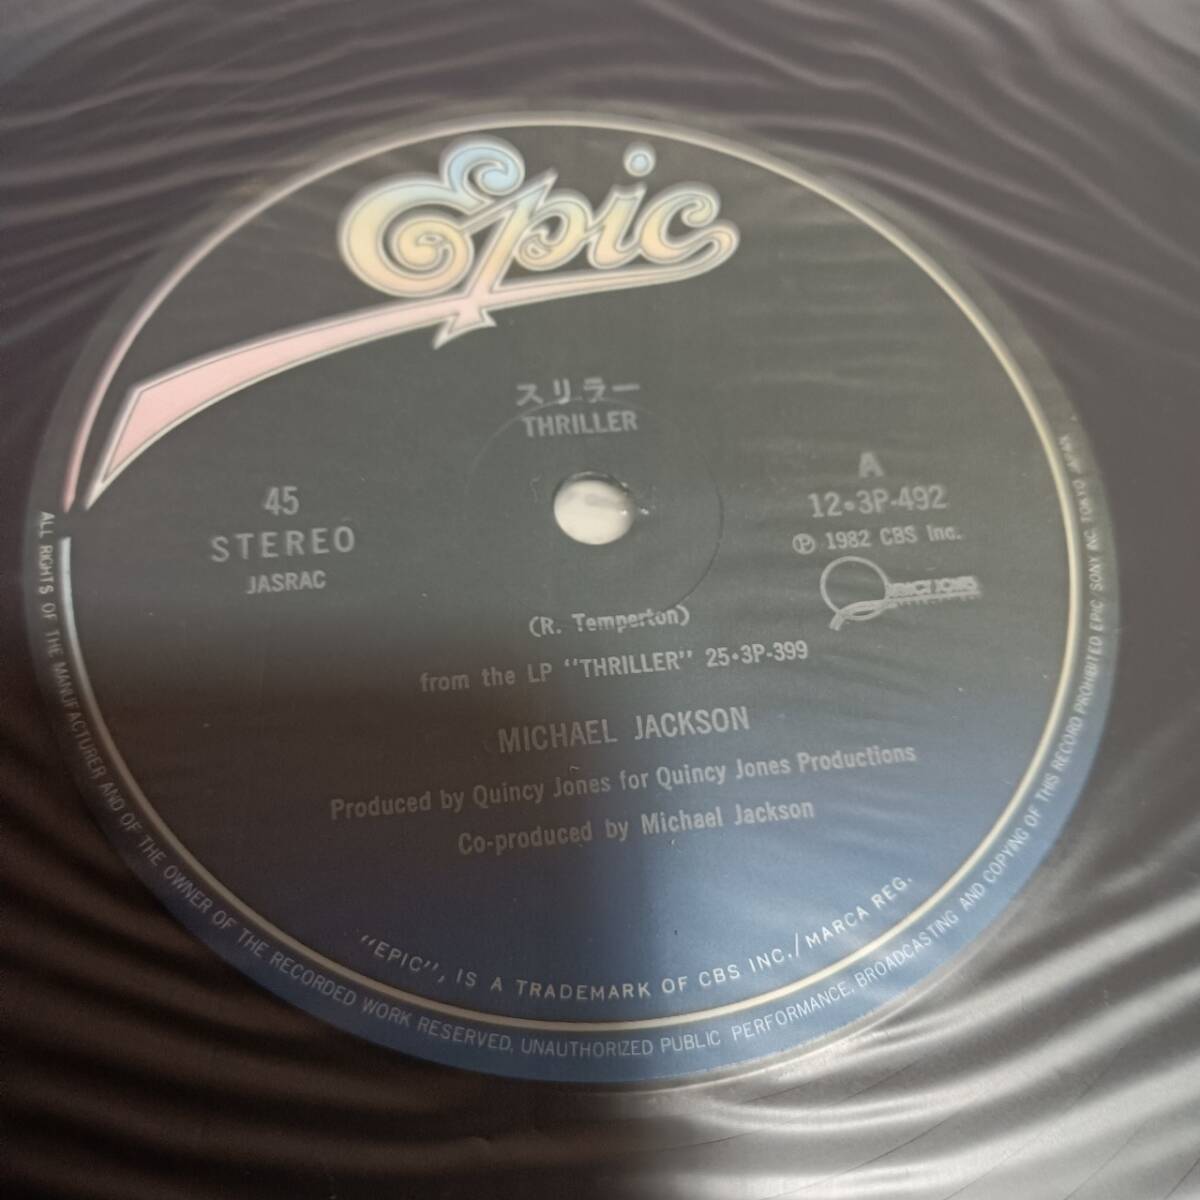 Epic
スリラー
THRILLER
45
STEREO
JASRAC
A
12・3P-492
Ⓟ 1982 CBS Inc.
QUINCY JONES
(R. Temperton)
from the LP "THRILLER" 25・3P-399
MICHAEL JACKSON
Produced by Quincy Jones for Quincy Jones Productions
Co-produced by Michael Jackson
"EPIC", IS A TRADEMARK OF CBS INC./MARCA REG.
ALL RIGHTS OF THE MANUFACTURER AND OF THE OWNER OF THE RECORDED WORK RESERVED. UNAUTHORIZED PUBLIC PERFORMANCE, BROADCASTING AND COPYING OF THIS RECORD PROHIBITED EPIC SONY INC. TOKYO JAPAN